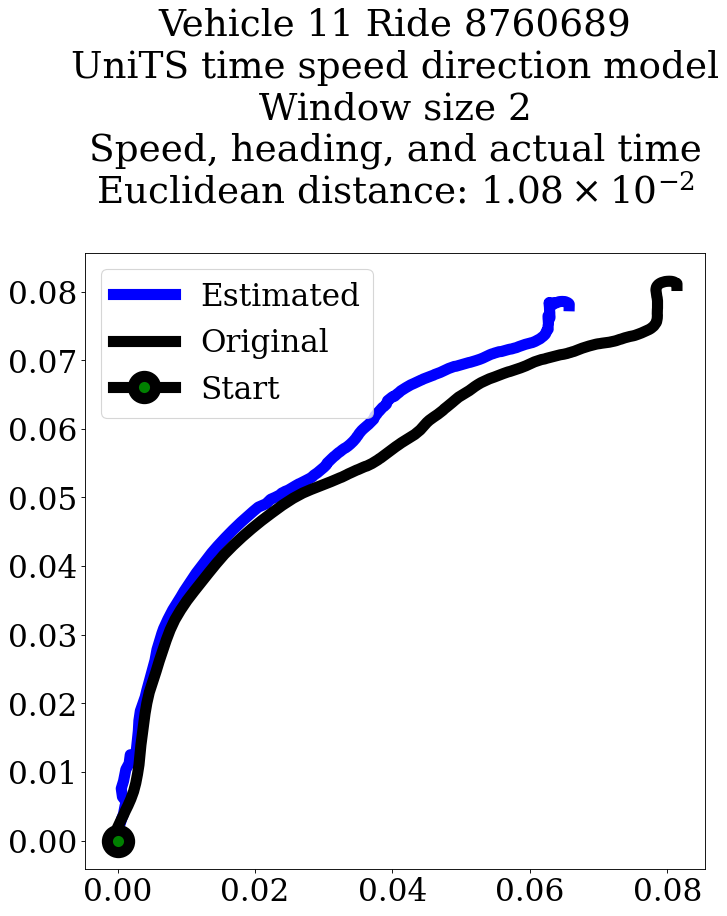 Vehicle 11 Ride 8760689
UniTS time speed direction model
Window size 2
Speed, heading, and actual time
Euclidean distance: 1.08 × 10⁻²
Estimated
Original
Start
0.08
0.07
0.06
0.05
0.04
0.03
0.02
0.01
0.00
0.00 0.02 0.04 0.06 0.08